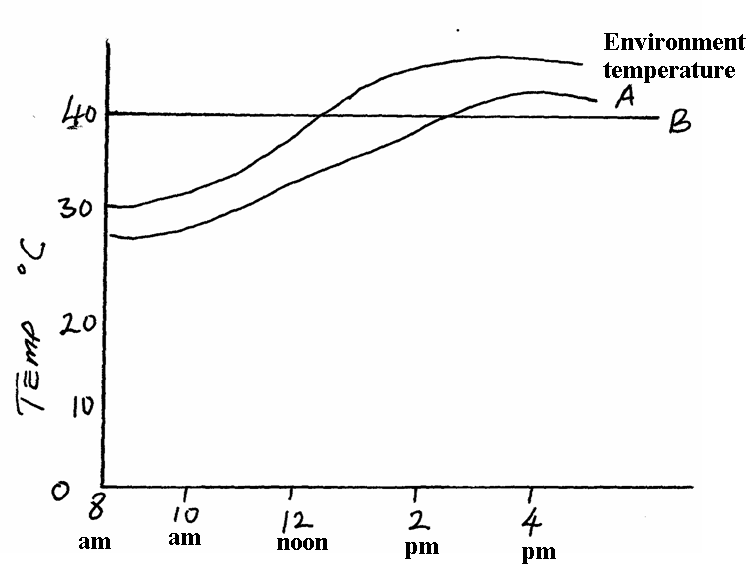 Environment
temperature
A
B
40
30
20
10
0
Temp °C
8 am
10 am
12 noon
2 pm
4 pm